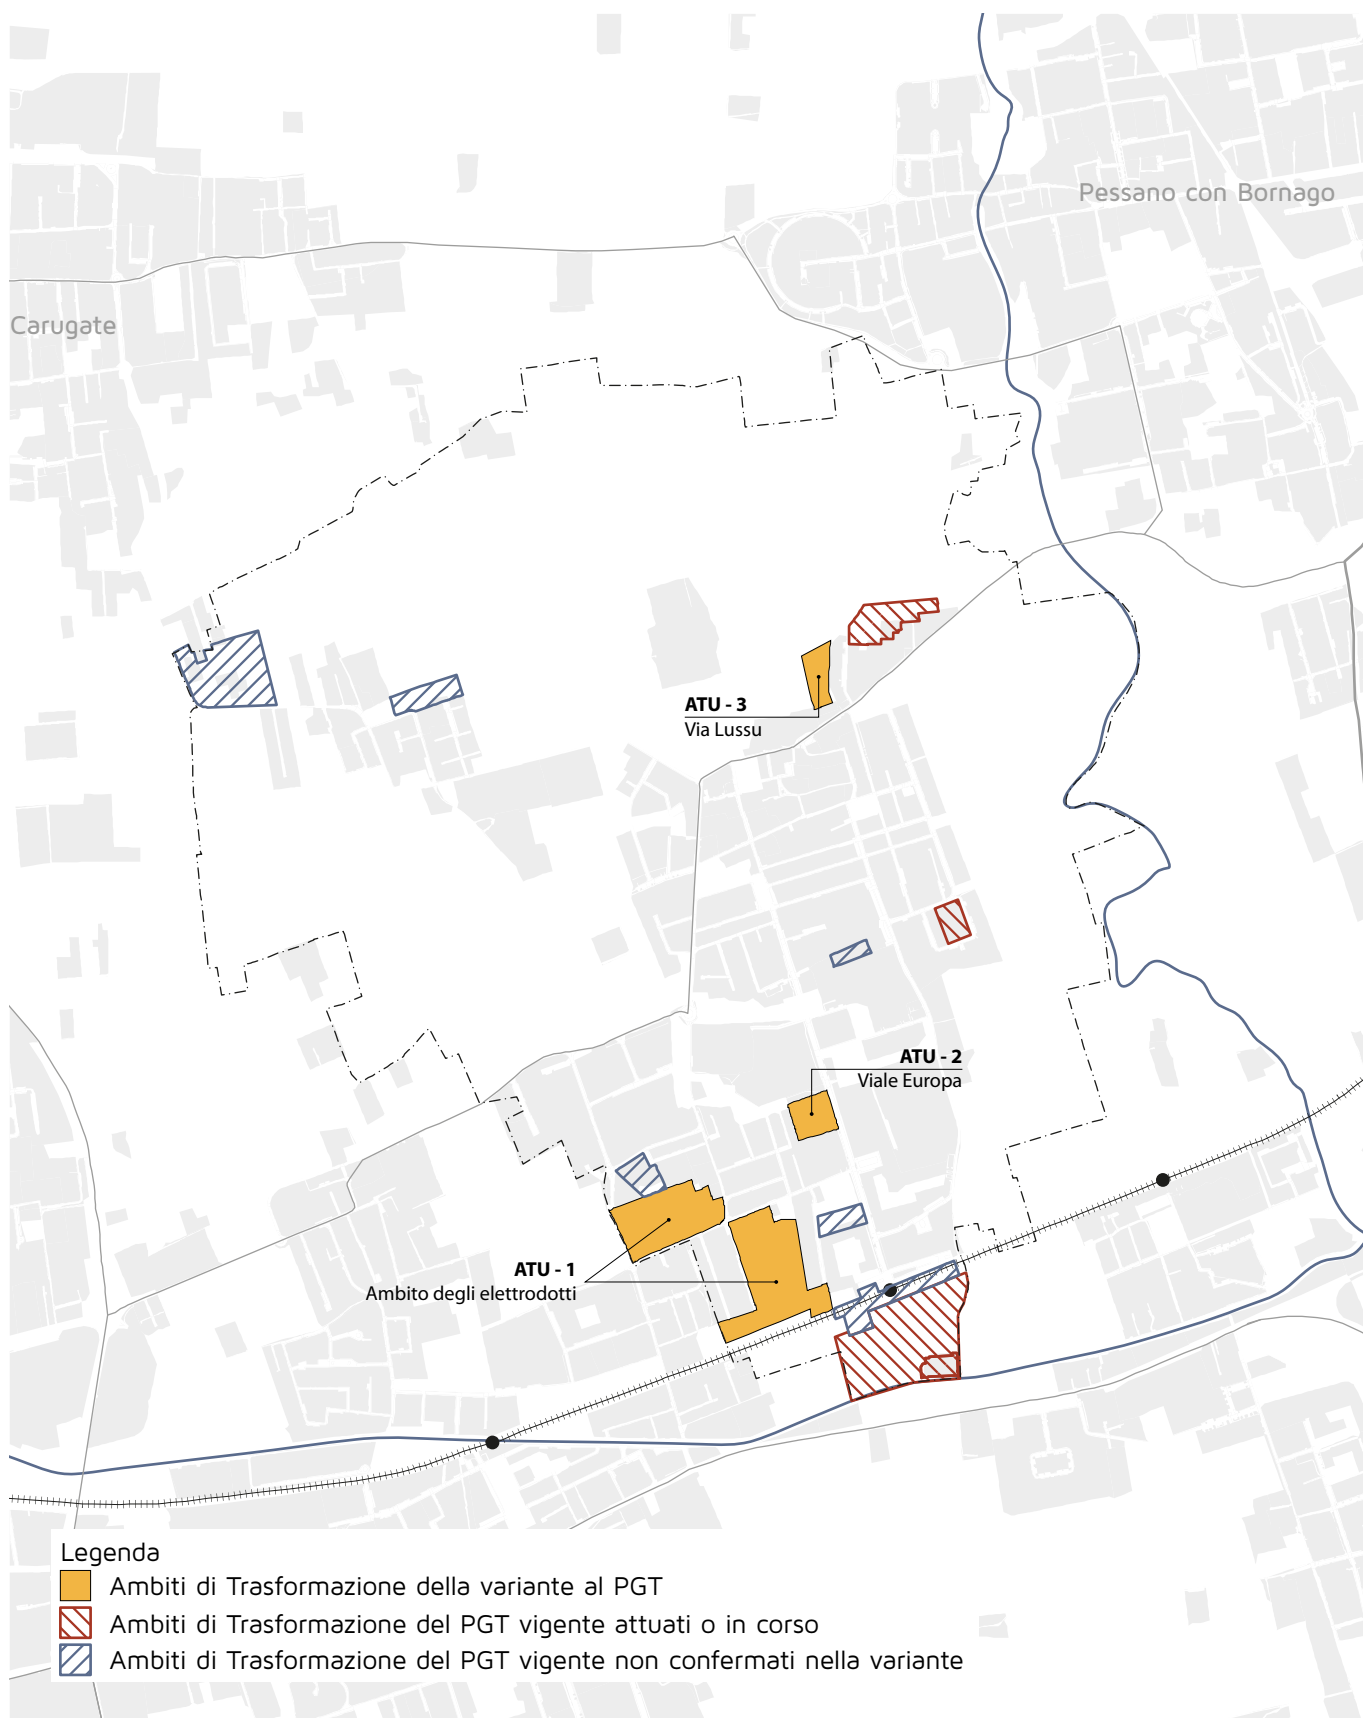 Pessano con Bornago
Carugate
ATU - 3
Via Lussu
ATU - 2
Viale Europa
ATU - 1
Ambito degli elettrodotti
Legenda
Ambiti di Trasformazione della variante al PGT
Ambiti di Trasformazione del PGT vigente attuati o in corso
Ambiti di Trasformazione del PGT vigente non confermati nella variante